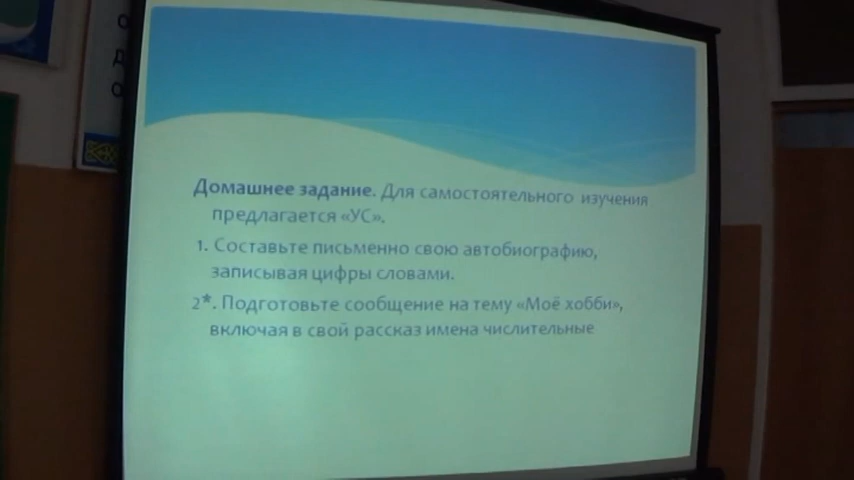 Домашнее задание. Для самостоятельного изучения
предлагается «УС».
1. Составьте письменно свою автобиографию,
записывая цифры словами.
2*. Подготовьте сообщение на тему «Моё хобби»,
включая в свой рассказ имена числительные